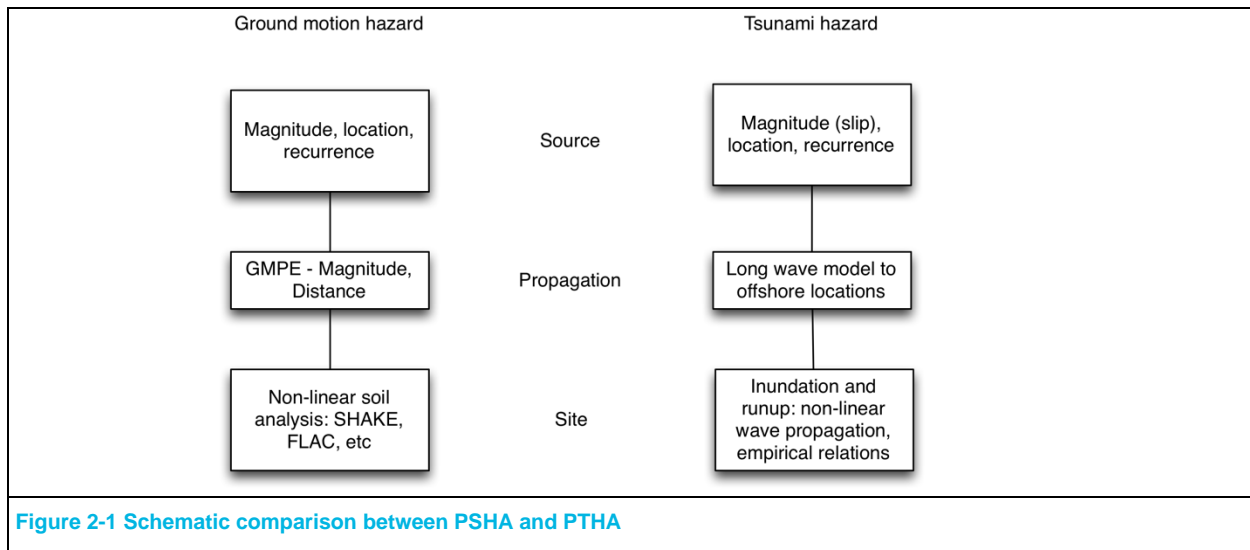 Ground motion hazard
Tsunami hazard
Magnitude, location,
recurrence
Source
Magnitude (slip),
location, recurrence
GMPE - Magnitude,
Distance
Propagation
Long wave model to
offshore locations
Non-linear soil
analysis: SHAKE,
FLAC, etc
Site
Inundation and
runup: non-linear
wave propagation,
empirical relations
Figure 2-1 Schematic comparison between PSHA and PTHA